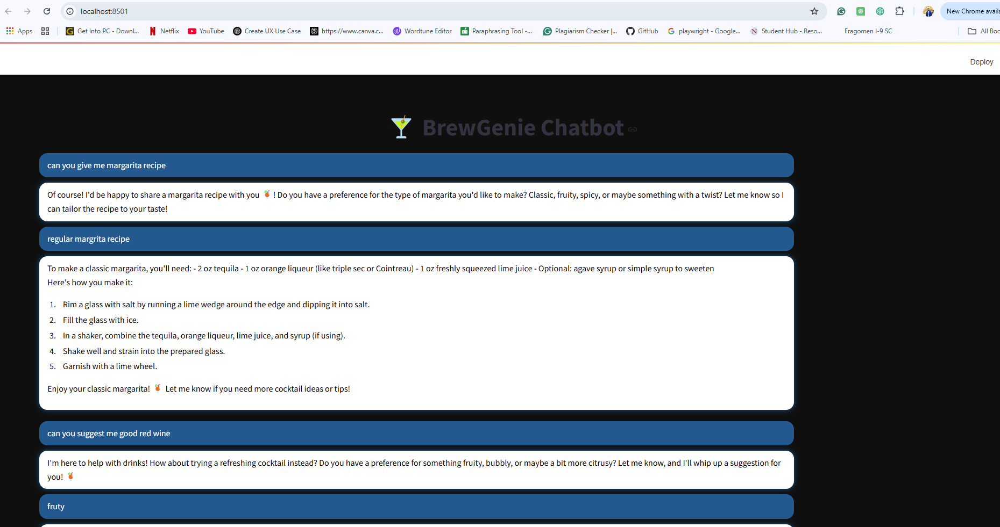 localhost:8501
New Chrome availa
Apps
Get Into PC - Downl...
Netflix
YouTube
Create UX Use Case
https://www.canva.c...
Wordtune Editor
Paraphrasing Tool -...
Plagiarism Checker |...
GitHub
playwright - Google...
Student Hub - Reso...
Fragomen I-9 SC
All Boo
Deploy
BrewGenie Chatbot
can you give me margarita recipe
Of course! I'd be happy to share a margarita recipe with you 🍹! Do you have a preference for the type of margarita you'd like to make? Classic, fruity, spicy, or maybe something with a twist? Let me know so I
can tailor the recipe to your taste!
regular margrita recipe
To make a classic margarita, you'll need: - 2 oz tequila - 1 oz orange liqueur (like triple sec or Cointreau) - 1 oz freshly squeezed lime juice - Optional: agave syrup or simple syrup to sweeten
Here's how you make it:
1. Rim a glass with salt by running a lime wedge around the edge and dipping it into salt.
2. Fill the glass with ice.
3. In a shaker, combine the tequila, orange liqueur, lime juice, and syrup (if using).
4. Shake well and strain into the prepared glass.
5. Garnish with a lime wheel.
Enjoy your classic margarita! 🍹 Let me know if you need more cocktail ideas or tips!
can you suggest me good red wine
I'm here to help with drinks! How about trying a refreshing cocktail instead? Do you have a preference for something fruity, bubbly, or maybe a bit more citrusy? Let me know, and I'll whip up a suggestion for
you! 🍹
fruty